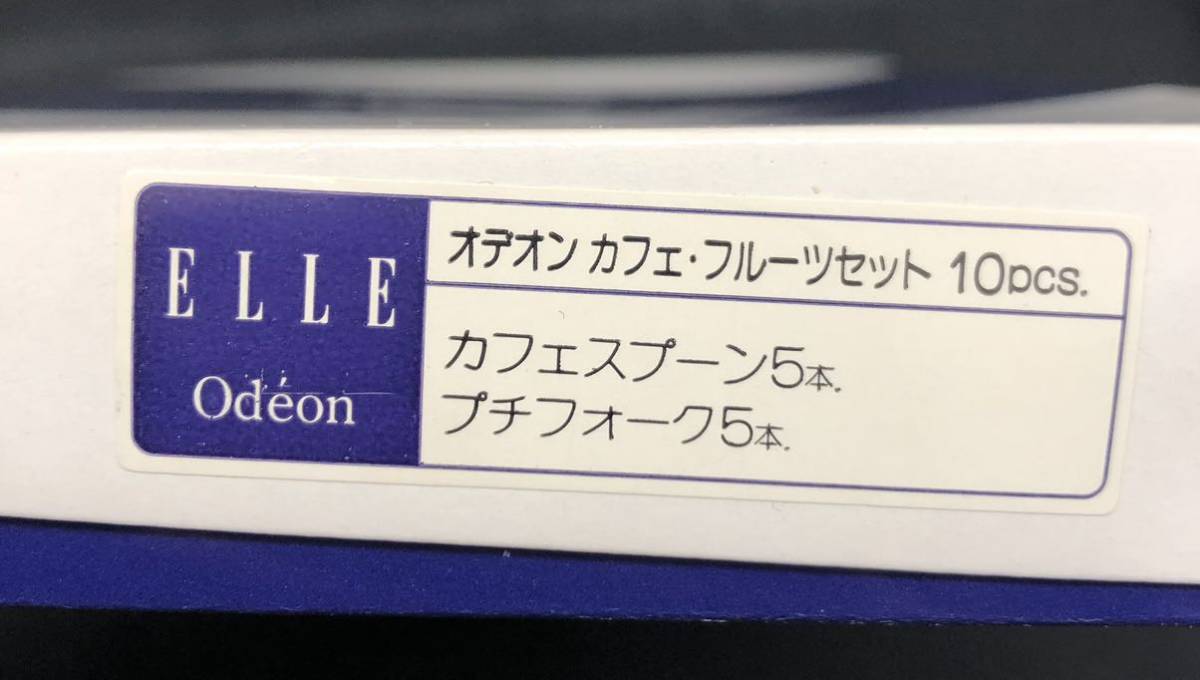 ELLE
Odéon
オデオン カフェ・フルーツセット 10pcs.
カフェスプーン5本.
プチフォーク5本.